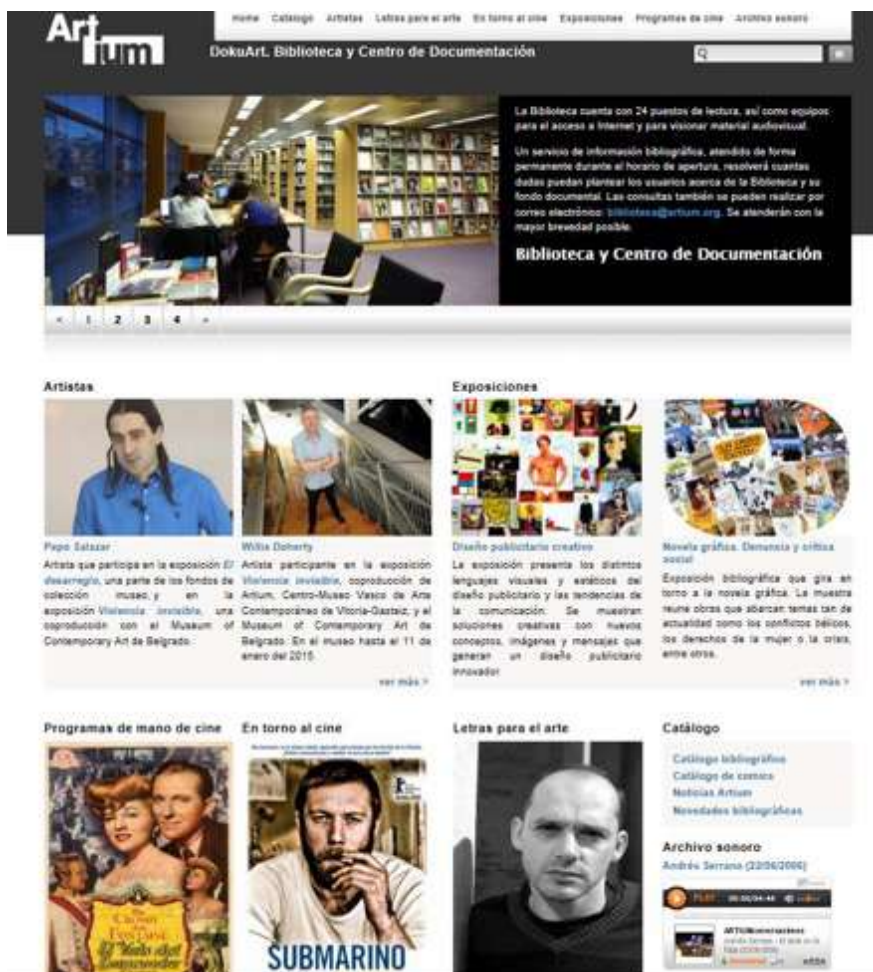 Home Catálogo Artistas Letras para el arte En torno al cine Exposiciones Programas de cine Archivo sonoro
Artium
DokuArt. Biblioteca y Centro de Documentación
La Biblioteca cuenta con 24 puestos de lectura, así como equipos
para el acceso a Internet y para visionar material audiovisual.
Un servicio de información bibliográfica, atendido de forma
permanente durante el horario de apertura, resolverá cuantas
dudas puedan plantear los usuarios acerca de la Biblioteca y su
fondo documental. Las consultas también se pueden realizar por
correo electrónico: biblioteca@artium.org. Se atenderán con la
mayor brevedad posible.
Biblioteca y Centro de Documentación
< 1 2 3 4 >
Artistas
Pepo Salazar
Artista que participa en la exposición El
desarreglo, una parte de los fondos de
colección museo, y en la
exposición Violencia invisible, una
coproducción con el Museum of
Contemporary Art de Belgrado.
Willie Doherty
Artista participante en la exposición
Violencia invisible, coproducción de
Artium, Centro-Museo Vasco de Arte
Contemporáneo de Vitoria-Gasteiz, y el
Museum of Contemporary Art de
Belgrado. En el museo hasta el 11 de
enero del 2015.
ver más >
Exposiciones
Diseño publicitario creativo
La exposición presenta los distintos
lenguajes visuales y estéticos del
diseño publicitario y las tendencias de
la comunicación. Se muestran
soluciones creativas con nuevos
conceptos, imágenes y mensajes que
generan un diseño publicitario
innovador.
Novela gráfica. Denuncia y crítica
social
Exposición bibliográfica que gira en
torno a la novela gráfica. La muestra
reune obras que abarcan temas tan de
actualidad como los conflictos bélicos,
los derechos de la mujer o la crisis,
entre otros.
ver más >
Programas de mano de cine
En torno al cine
SUBMARINO
Letras para el arte
Catálogo
Catálogo bibliográfico
Catálogo de comics
Noticias Artium
Novedades bibliográficas
Archivo sonoro
Andrés Serrano (22/06/2006)
PLAY